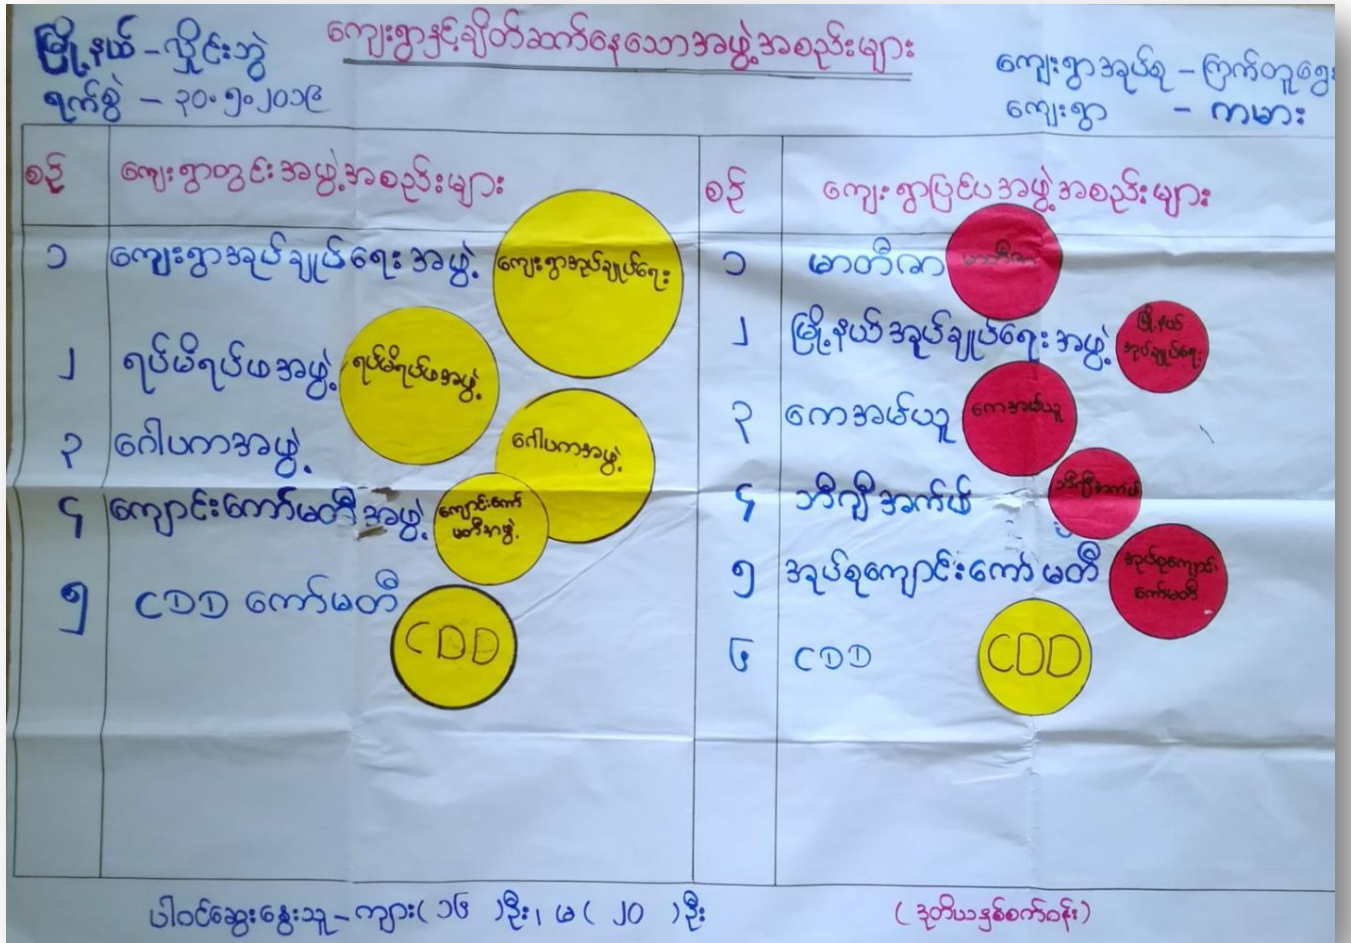 ကျေးရွာနှင့်ချိတ်ဆက်နေသောအဖွဲ့အစည်းများ
မြို့နယ် - လှိုင်းဘွဲ
ရက်စွဲ - ၃၀.၅.၂၀၁၉
ကျေးရွာအုပ်စု - ကြက်တူရွေး
ကျေးရွာ - ကမား
စဉ် ကျေးရွာတွင်းအဖွဲ့အစည်းများ
၁ ကျေးရွာအုပ်ချုပ်ရေးအဖွဲ့ ကျေးရွာအုပ်ချုပ်ရေး
၂ ရပ်မိရပ်ဖအဖွဲ့ ရပ်မိရပ်ဖအဖွဲ့
၃ ဂေါပကအဖွဲ့ ဂေါပကအဖွဲ့
၄ ကျောင်းကော်မတီအဖွဲ့ ကျောင်းကော်
မတီအဖွဲ့
၅ CDD ကော်မတီ CDD
စဉ် ကျေးရွာပြင်ပအဖွဲ့အစည်းများ
၁ မာတီဇာ မာတီဇာ
၂ မြို့နယ်အုပ်ချုပ်ရေးအဖွဲ့ မြို့နယ်
အုပ်ချုပ်ရေး
၃ ကေအမ်ယူ ကေအမ်ယူ
၄ ဘီဂျီအက်ဖ် ဘီဂျီအက်ဖ်
၅ အုပ်စုကျောင်းကော်မတီ အုပ်စုကျောင်း
ကော်မတီ
၆ CDD CDD
ပါဝင်ဆွေးနွေးသူ - ကျား( ၁၆ )ဦး၊ မ ( ၂၀ )ဦး
( ဒုတိယနှစ်စက်ဝန်း )